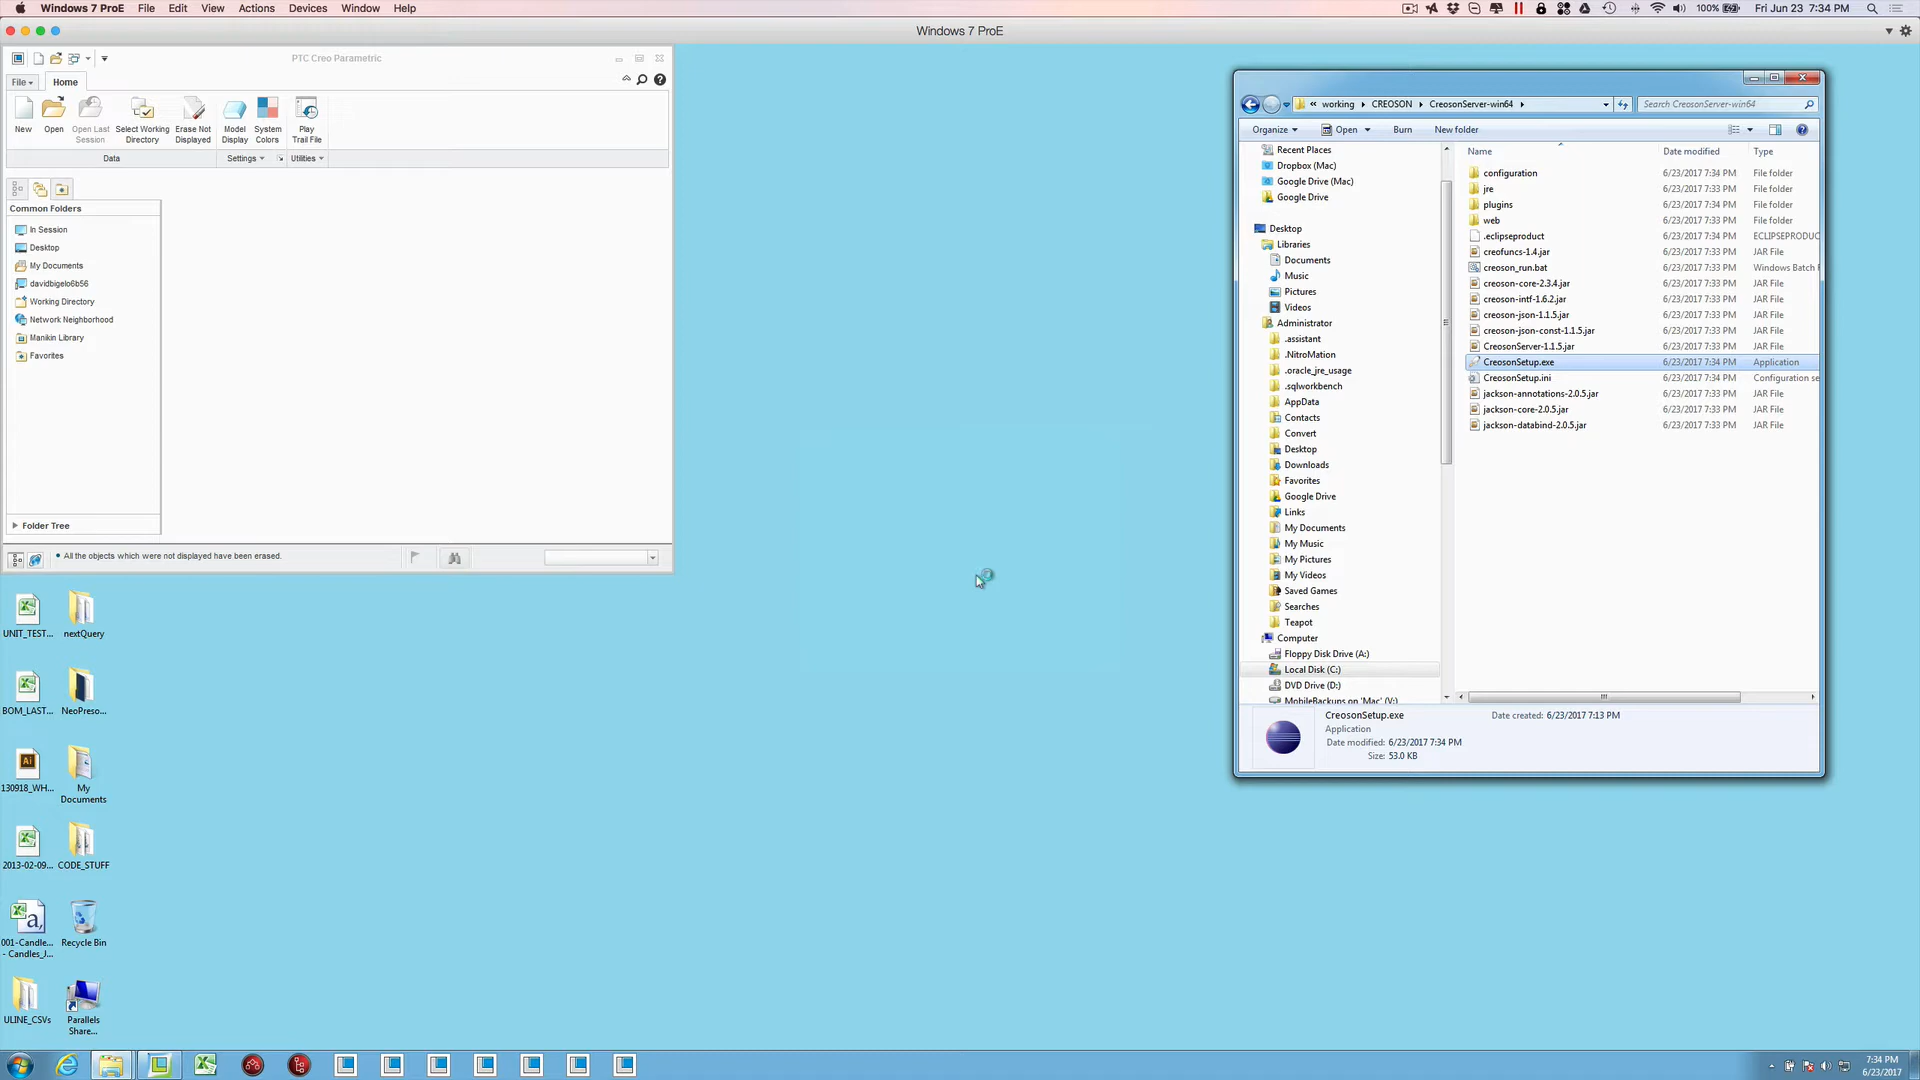 Windows 7 ProE File Edit View Actions Devices Window Help 100% Fri Jun 23 7:34 PM
Windows 7 ProE
PTC Creo Parametric
File Home
New Open Open Last Session Select Working Directory Erase Not Displayed Model Display System Colors Play Trail File
Data Settings Utilities
Common Folders
In Session
Desktop
My Documents
davidbigelo6b56
Working Directory
Network Neighborhood
Manikin Library
Favorites
Folder Tree
• All the objects which were not displayed have been erased.
UNIT_TEST... nextQuery
BOM_LAST... NeoPreso...
130918_WH... My Documents
2013-02-09... CODE_STUFF
001-Candle... - Candles_J... Recycle Bin
ULINE_CSVs Parallels Share...
« working CREOSON CreosonServer-win64 Search CreosonServer-win64
Organize Open Burn New folder
Recent Places
Dropbox (Mac)
Google Drive (Mac)
Google Drive
Desktop
Libraries
Documents
Music
Pictures
Videos
Administrator
.assistant
.NitroMation
.oracle_jre_usage
.sqlworkbench
AppData
Contacts
Convert
Desktop
Downloads
Favorites
Google Drive
Links
My Documents
My Music
My Pictures
My Videos
Saved Games
Searches
Teapot
Computer
Floppy Disk Drive (A:)
Local Disk (C:)
DVD Drive (D:)
MobileBackups on 'Mac' (V:)
Name Date modified Type
configuration 6/23/2017 7:34 PM File folder
jre 6/23/2017 7:33 PM File folder
plugins 6/23/2017 7:34 PM File folder
web 6/23/2017 7:33 PM File folder
.eclipseproduct 6/23/2017 7:34 PM ECLIPSEPRODUC
creofuncs-1.4.jar 6/23/2017 7:33 PM JAR File
creoson_run.bat 6/23/2017 7:33 PM Windows Batch F
creoson-core-2.3.4.jar 6/23/2017 7:33 PM JAR File
creoson-intf-1.6.2.jar 6/23/2017 7:33 PM JAR File
creoson-json-1.1.5.jar 6/23/2017 7:33 PM JAR File
creoson-json-const-1.1.5.jar 6/23/2017 7:33 PM JAR File
CreosonServer-1.1.5.jar 6/23/2017 7:33 PM JAR File
CreosonSetup.exe 6/23/2017 7:34 PM Application
CreosonSetup.ini 6/23/2017 7:34 PM Configuration se
jackson-annotations-2.0.5.jar 6/23/2017 7:33 PM JAR File
jackson-core-2.0.5.jar 6/23/2017 7:33 PM JAR File
jackson-databind-2.0.5.jar 6/23/2017 7:33 PM JAR File
CreosonSetup.exe Date created: 6/23/2017 7:13 PM
Application
Date modified: 6/23/2017 7:34 PM
Size: 53.0 KB
7:34 PM
6/23/2017